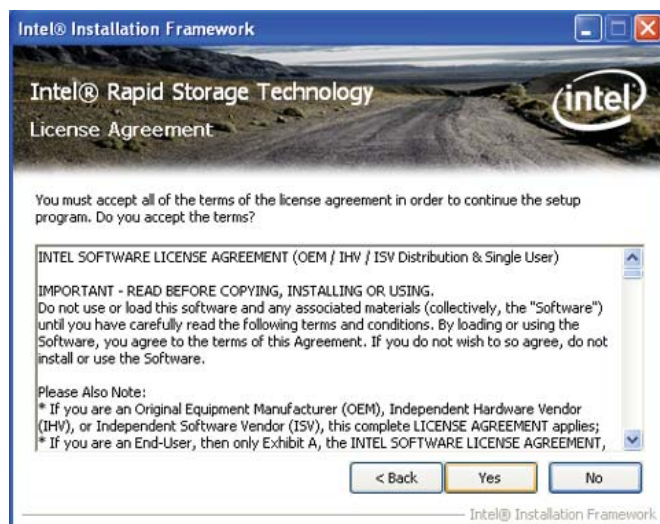 Intel® Installation Framework
Intel® Rapid Storage Technology
License Agreement
intel
You must accept all of the terms of the license agreement in order to continue the setup
program. Do you accept the terms?
INTEL SOFTWARE LICENSE AGREEMENT (OEM / IHV / ISV Distribution & Single User)
IMPORTANT - READ BEFORE COPYING, INSTALLING OR USING.
Do not use or load this software and any associated materials (collectively, the "Software")
until you have carefully read the following terms and conditions. By loading or using the
Software, you agree to the terms of this Agreement. If you do not wish to so agree, do not
install or use the Software.
Please Also Note:
* If you are an Original Equipment Manufacturer (OEM), Independent Hardware Vendor
(IHV), or Independent Software Vendor (ISV), this complete LICENSE AGREEMENT applies;
* If you are an End-User, then only Exhibit A, the INTEL SOFTWARE LICENSE AGREEMENT,
< Back Yes No
Intel® Installation Framework